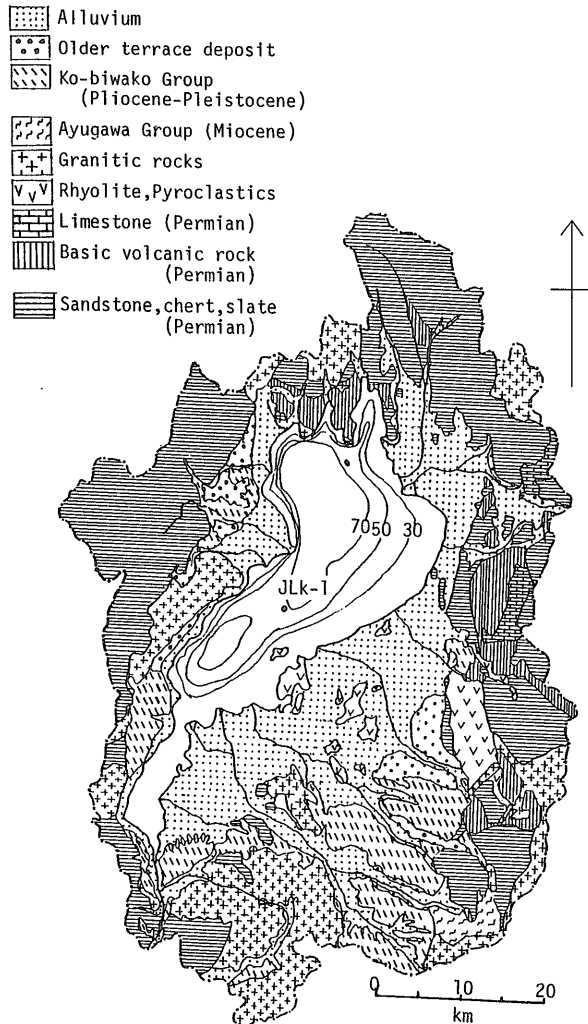 Alluvium
Older terrace deposit
Ko-biwako Group
(Pliocene-Pleistocene)
Ayugawa Group (Miocene)
Granitic rocks
Rhyolite,Pyroclastics
Limestone (Permian)
Basic volcanic rock
(Permian)
Sandstone,chert,slate
(Permian)
70 50 30
JLk-1
0 10 20
km